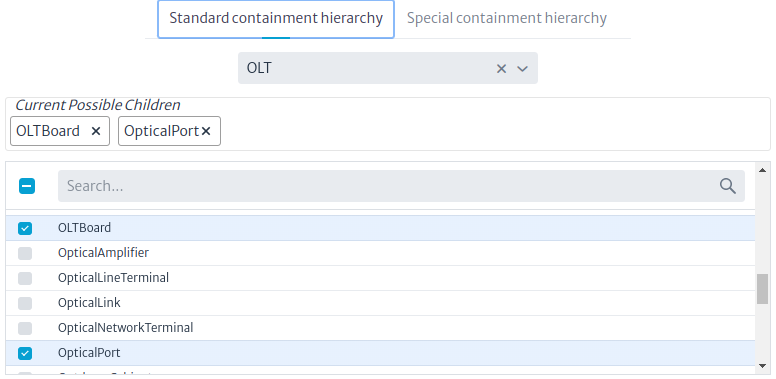 Standard containment hierarchy
Special containment hierarchy
OLT
Current Possible Children
OLTBoard
OpticalPort
Search...
OLTBoard
OpticalAmplifier
OpticalLineTerminal
OpticalLink
OpticalNetworkTerminal
OpticalPort